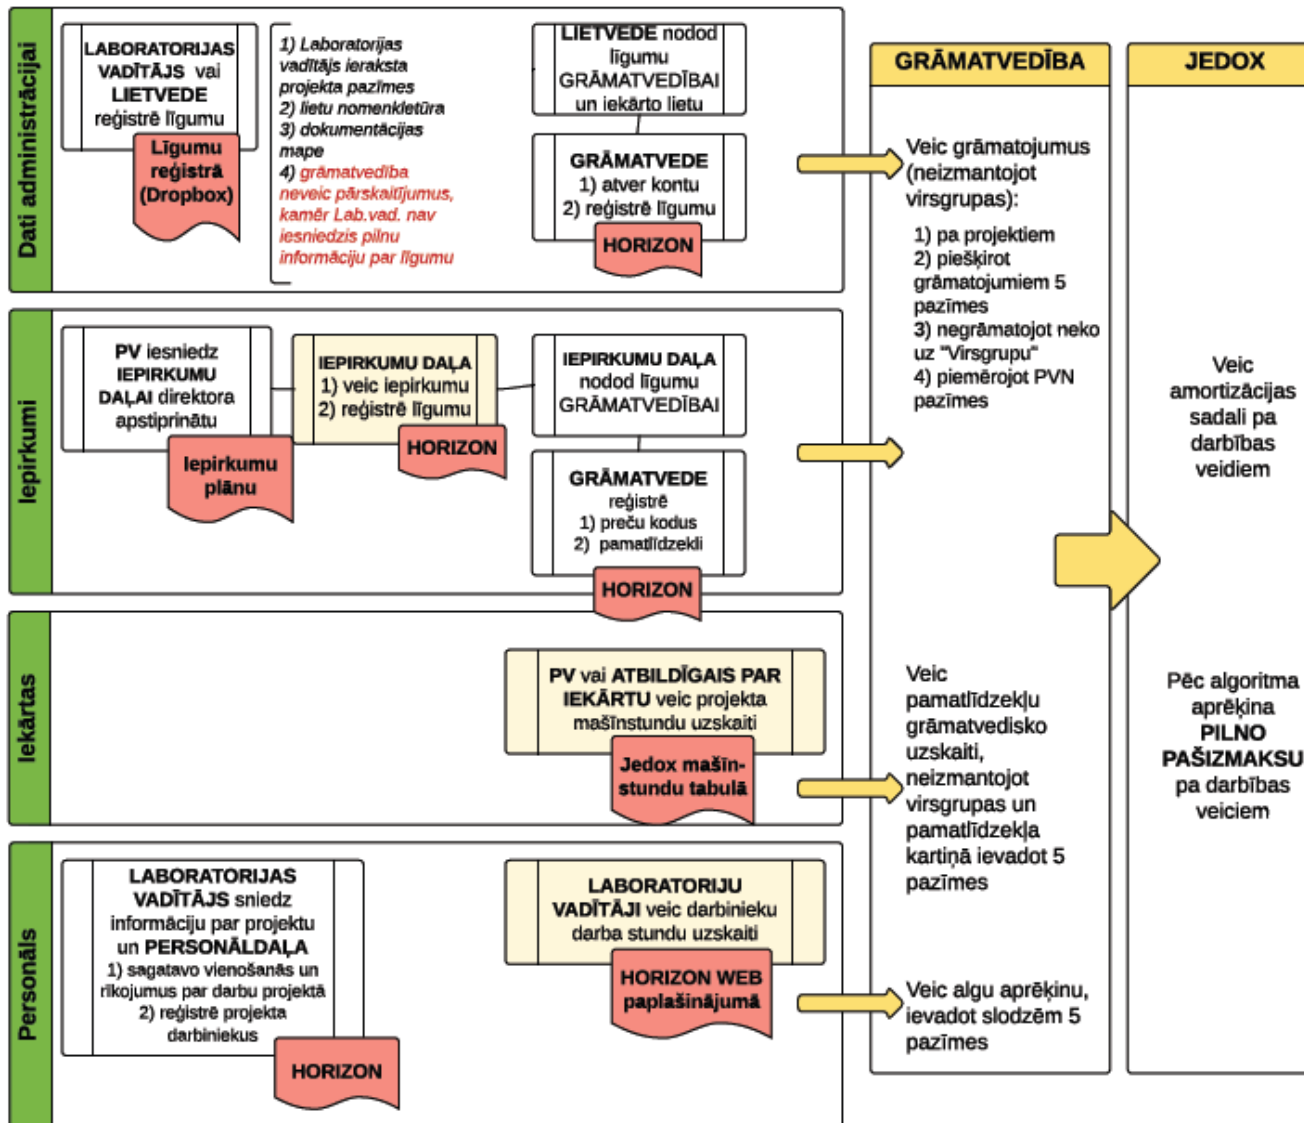 Dati administrācijai
LABORATORIJAS
VADĪTĀJS vai
LIETVEDE
reģistrē līgumu
Līgumu
reģistrā
(Dropbox)
1) Laboratorijas
vadītājs ieraksta
projekta pazīmes
2) lietu nomenkletūra
3) dokumentācijas
mape
4) grāmatvedība
neveic pārskaitījumus,
kamēr Lab.vad. nav
iesniedzis pilnu
informāciju par līgumu
LIETVEDE nodod
līgumu
GRĀMATVEDĪBAI
un iekārto lietu
GRĀMATVEDE
1) atver kontu
2) reģistrē līgumu
HORIZON
Iepirkumi
PV iesniedz
IEPIRKUMU
DAĻAI direktora
apstiprinātu
Iepirkumu
plānu
IEPIRKUMU DAĻA
1) veic iepirkumu
2) reģistrē līgumu
HORIZON
IEPIRKUMU DAĻA
nodod līgumu
GRĀMATVEDĪBAI
GRĀMATVEDE
reģistrē
1) preču kodus
2) pamatlīdzekli
HORIZON
Iekārtas
PV vai ATBILDĪGAIS PAR
IEKĀRTU veic projekta
mašīnstundu uzskaiti
Jedox mašīn-
stundu tabulā
Personāls
LABORATORIJAS
VADĪTĀJS sniedz
informāciju par projektu
un PERSONĀLDAĻA
1) sagatavo vienošanās un
rīkojumus par darbu projektā
2) reģistrē projekta
darbiniekus
HORIZON
LABORATORIJU
VADĪTĀJI veic darbinieku
darba stundu uzskaiti
HORIZON WEB
paplašinājumā
GRĀMATVEDĪBA
Veic grāmatojumus
(neizmantojot
virsgrupas):
1) pa projektiem
2) piešķirot
grāmatojumiem 5
pazīmes
3) negrāmatojot neko
uz "Virsgrupu"
4) piemērojot PVN
pazīmes
Veic
pamatlīdzekļu
grāmatvedisko
uzskaiti,
neizmantojot
virsgrupas un
pamatlīdzekļa
kartiņā ievadot 5
pazīmes
Veic algu aprēķinu,
ievadot slodzēm 5
pazīmes
JEDOX
Veic
amortizācijas
sadali pa
darbības
veidiem
Pēc algoritma
aprēķina
PILNO
PAŠIZMAKSU
pa darbības
veiciem